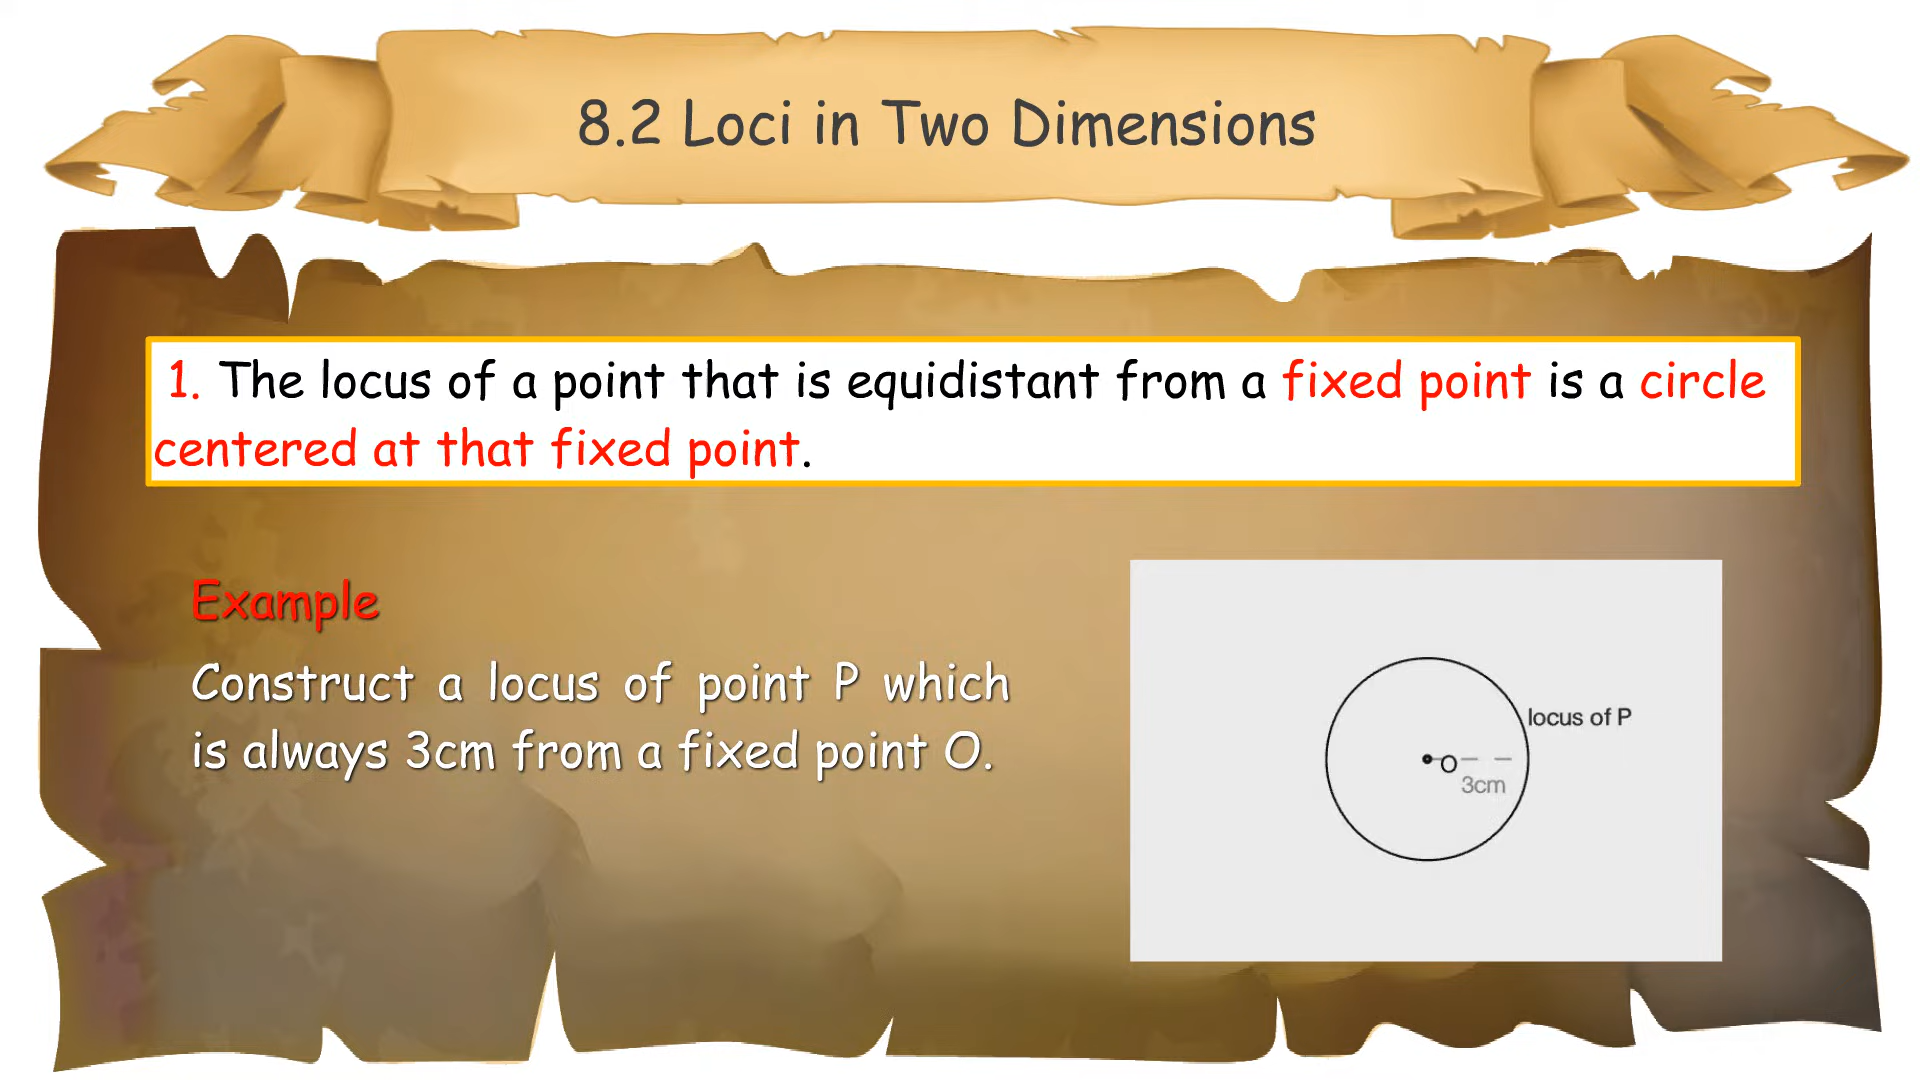 8.2 Loci in Two Dimensions
1. The locus of a point that is equidistant from a fixed point is a circle
centered at that fixed point.
Example
Construct a locus of point P which
is always 3cm from a fixed point O.
locus of P
O
3cm